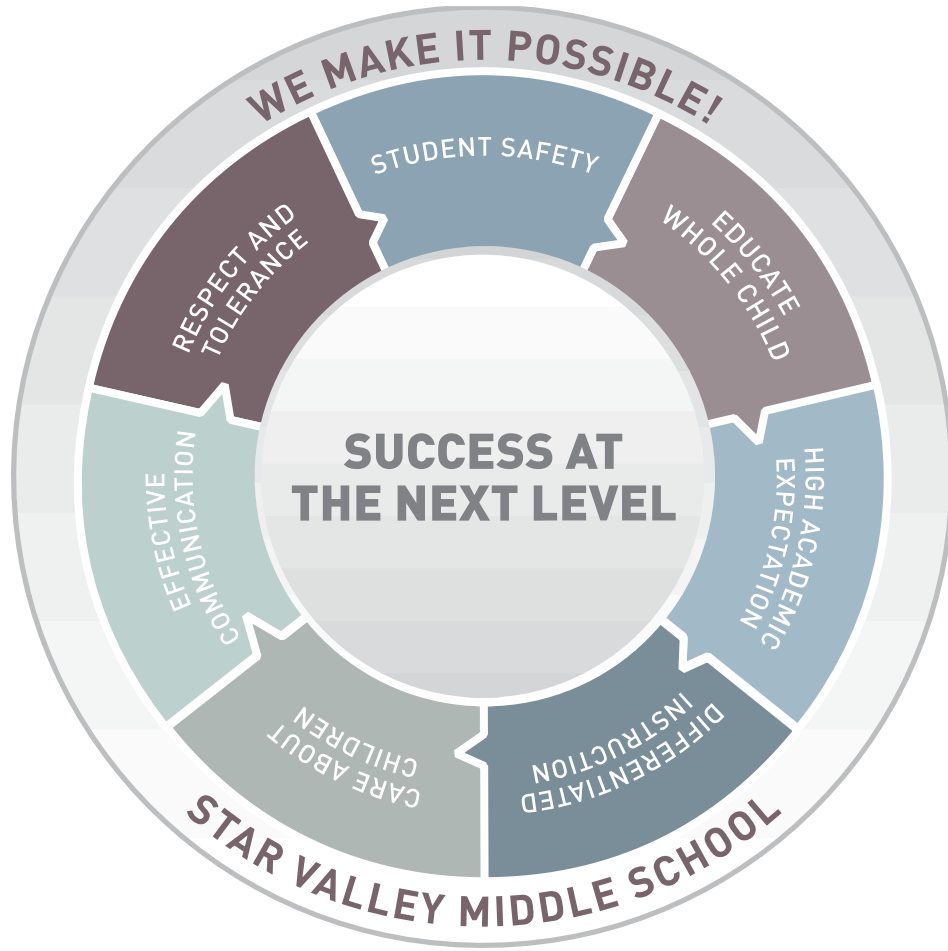 WE MAKE IT POSSIBLE!
STUDENT SAFETY
EDUCATE
WHOLE CHILD
HIGH ACADEMIC
EXPECTATION
DIFFERENTIATED
INSTRUCTION
CARE ABOUT
CHILDREN
EFFECTIVE
COMMUNICATION
RESPECT AND
TOLERANCE
SUCCESS AT
THE NEXT LEVEL
STAR VALLEY MIDDLE SCHOOL